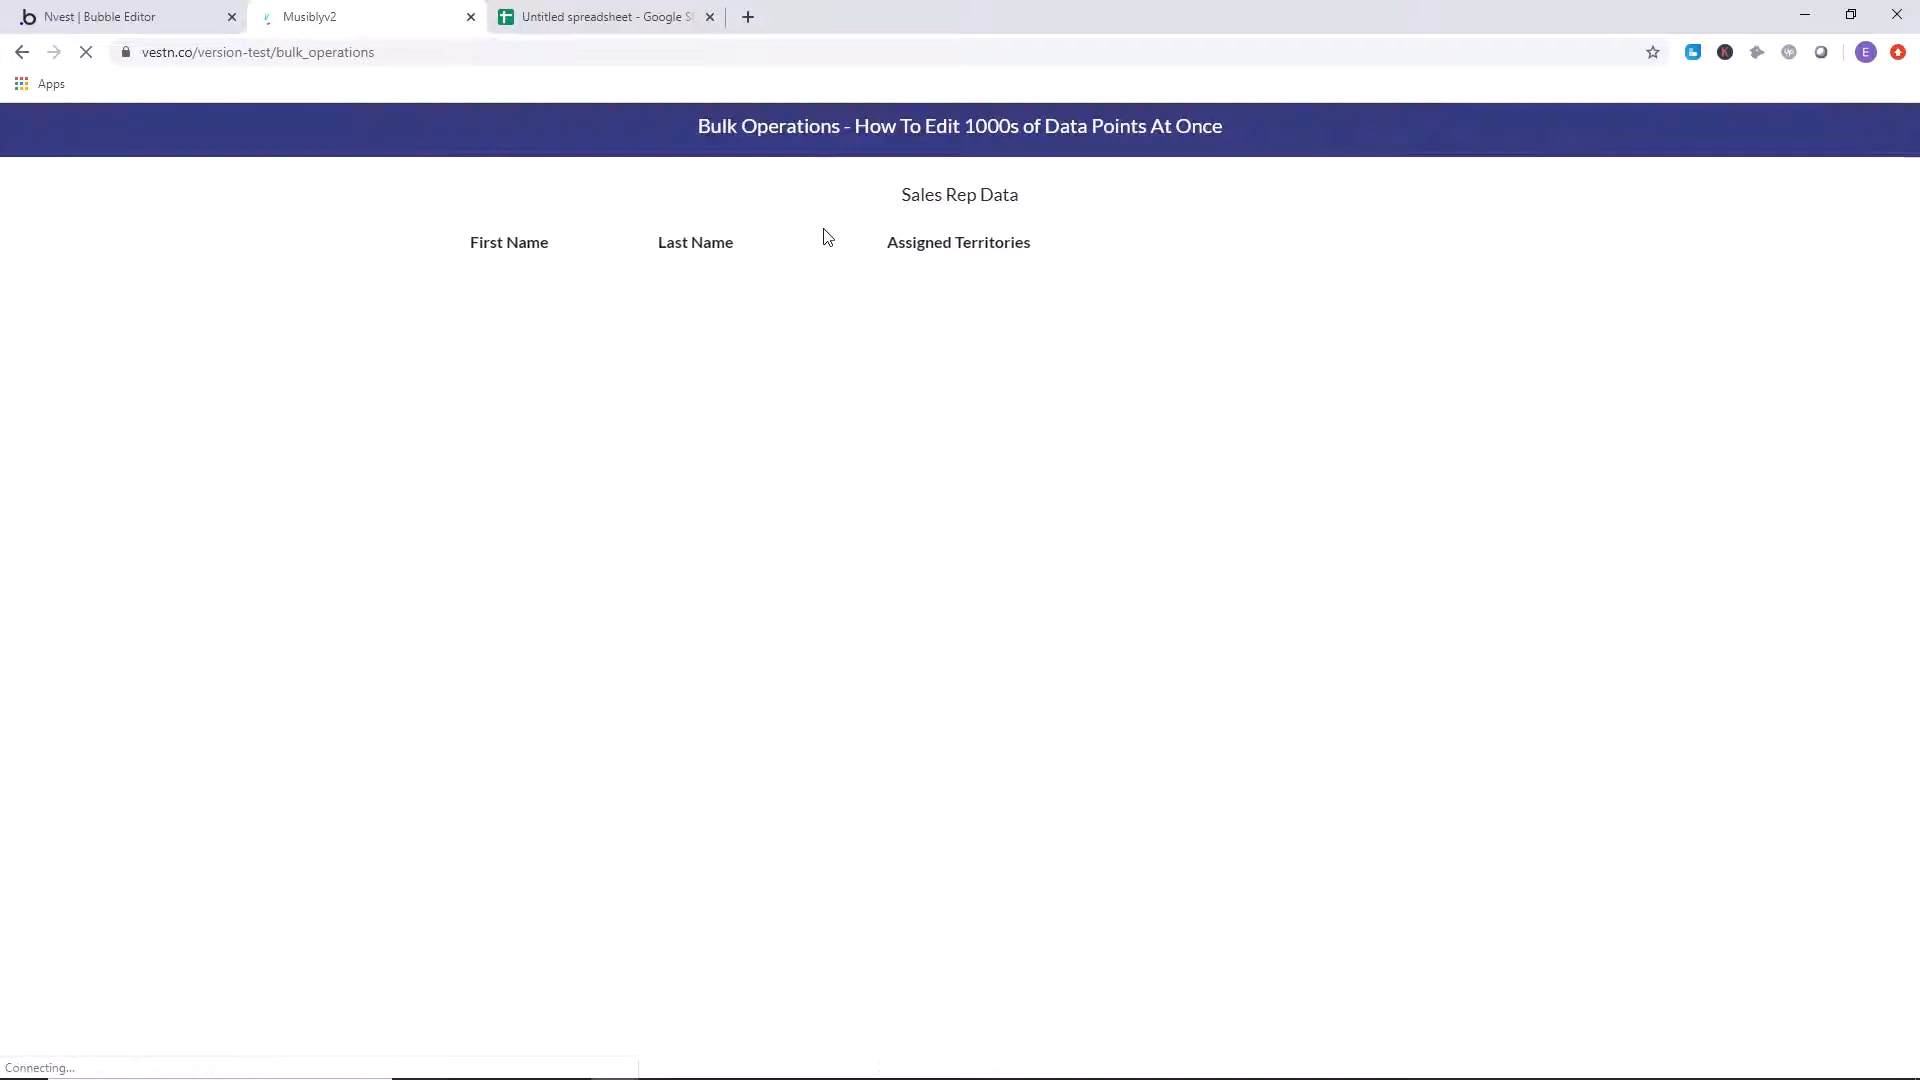 Nvest | Bubble Editor
Musiblyv2
Untitled spreadsheet - Google S
vestn.co/version-test/bulk_operations
E
Apps
Bulk Operations - How To Edit 1000s of Data Points At Once
Sales Rep Data
First Name Last Name Assigned Territories
Connecting...